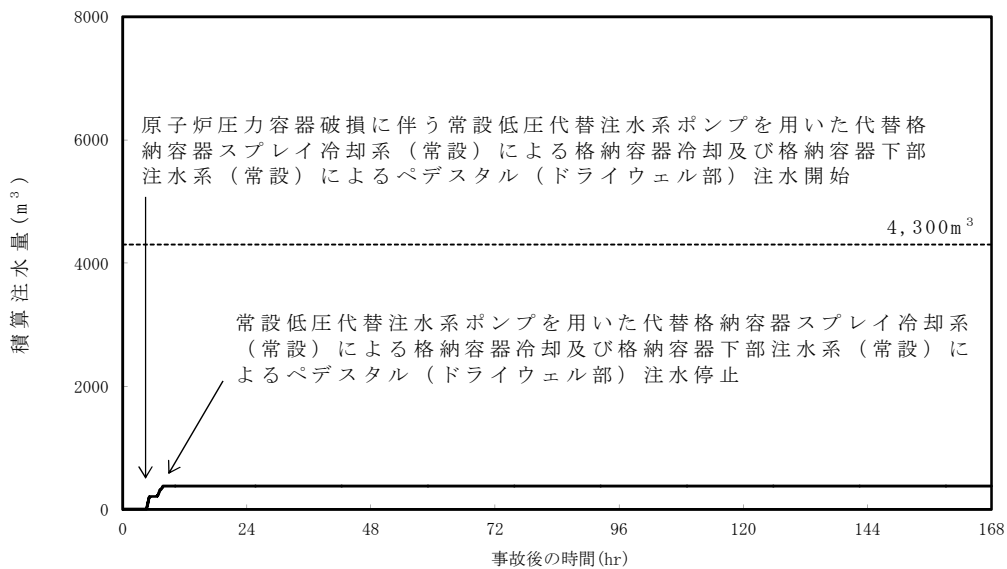 8000
6000
4000
2000
0
積算注水量(m³)
原子炉圧力容器破損に伴う常設低圧代替注水系ポンプを用いた代替格
納容器スプレイ冷却系（常設）による格納容器冷却及び格納容器下部
注水系（常設）によるペデスタル（ドライウェル部）注水開始
4,300m³
常設低圧代替注水系ポンプを用いた代替格納容器スプレイ冷却系
（常設）による格納容器冷却及び格納容器下部注水系（常設）に
よるペデスタル（ドライウェル部）注水停止
0 24 48 72 96 120 144 168
事故後の時間(hr)